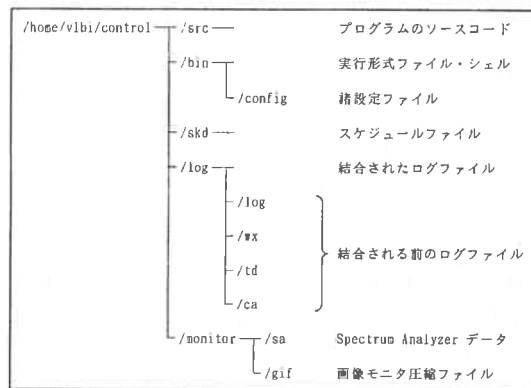 /home/vlbi/control /src プログラムのソースコード
/bin 実行形式ファイル・シェル
/config 諸設定ファイル
/skd スケジュールファイル
/log 結合されたログファイル
/log
/wx
結合される前のログファイル
/td
/ca
/monitor /sa Spectrum Analyzer データ
/gif 画像モニタ圧縮ファイル